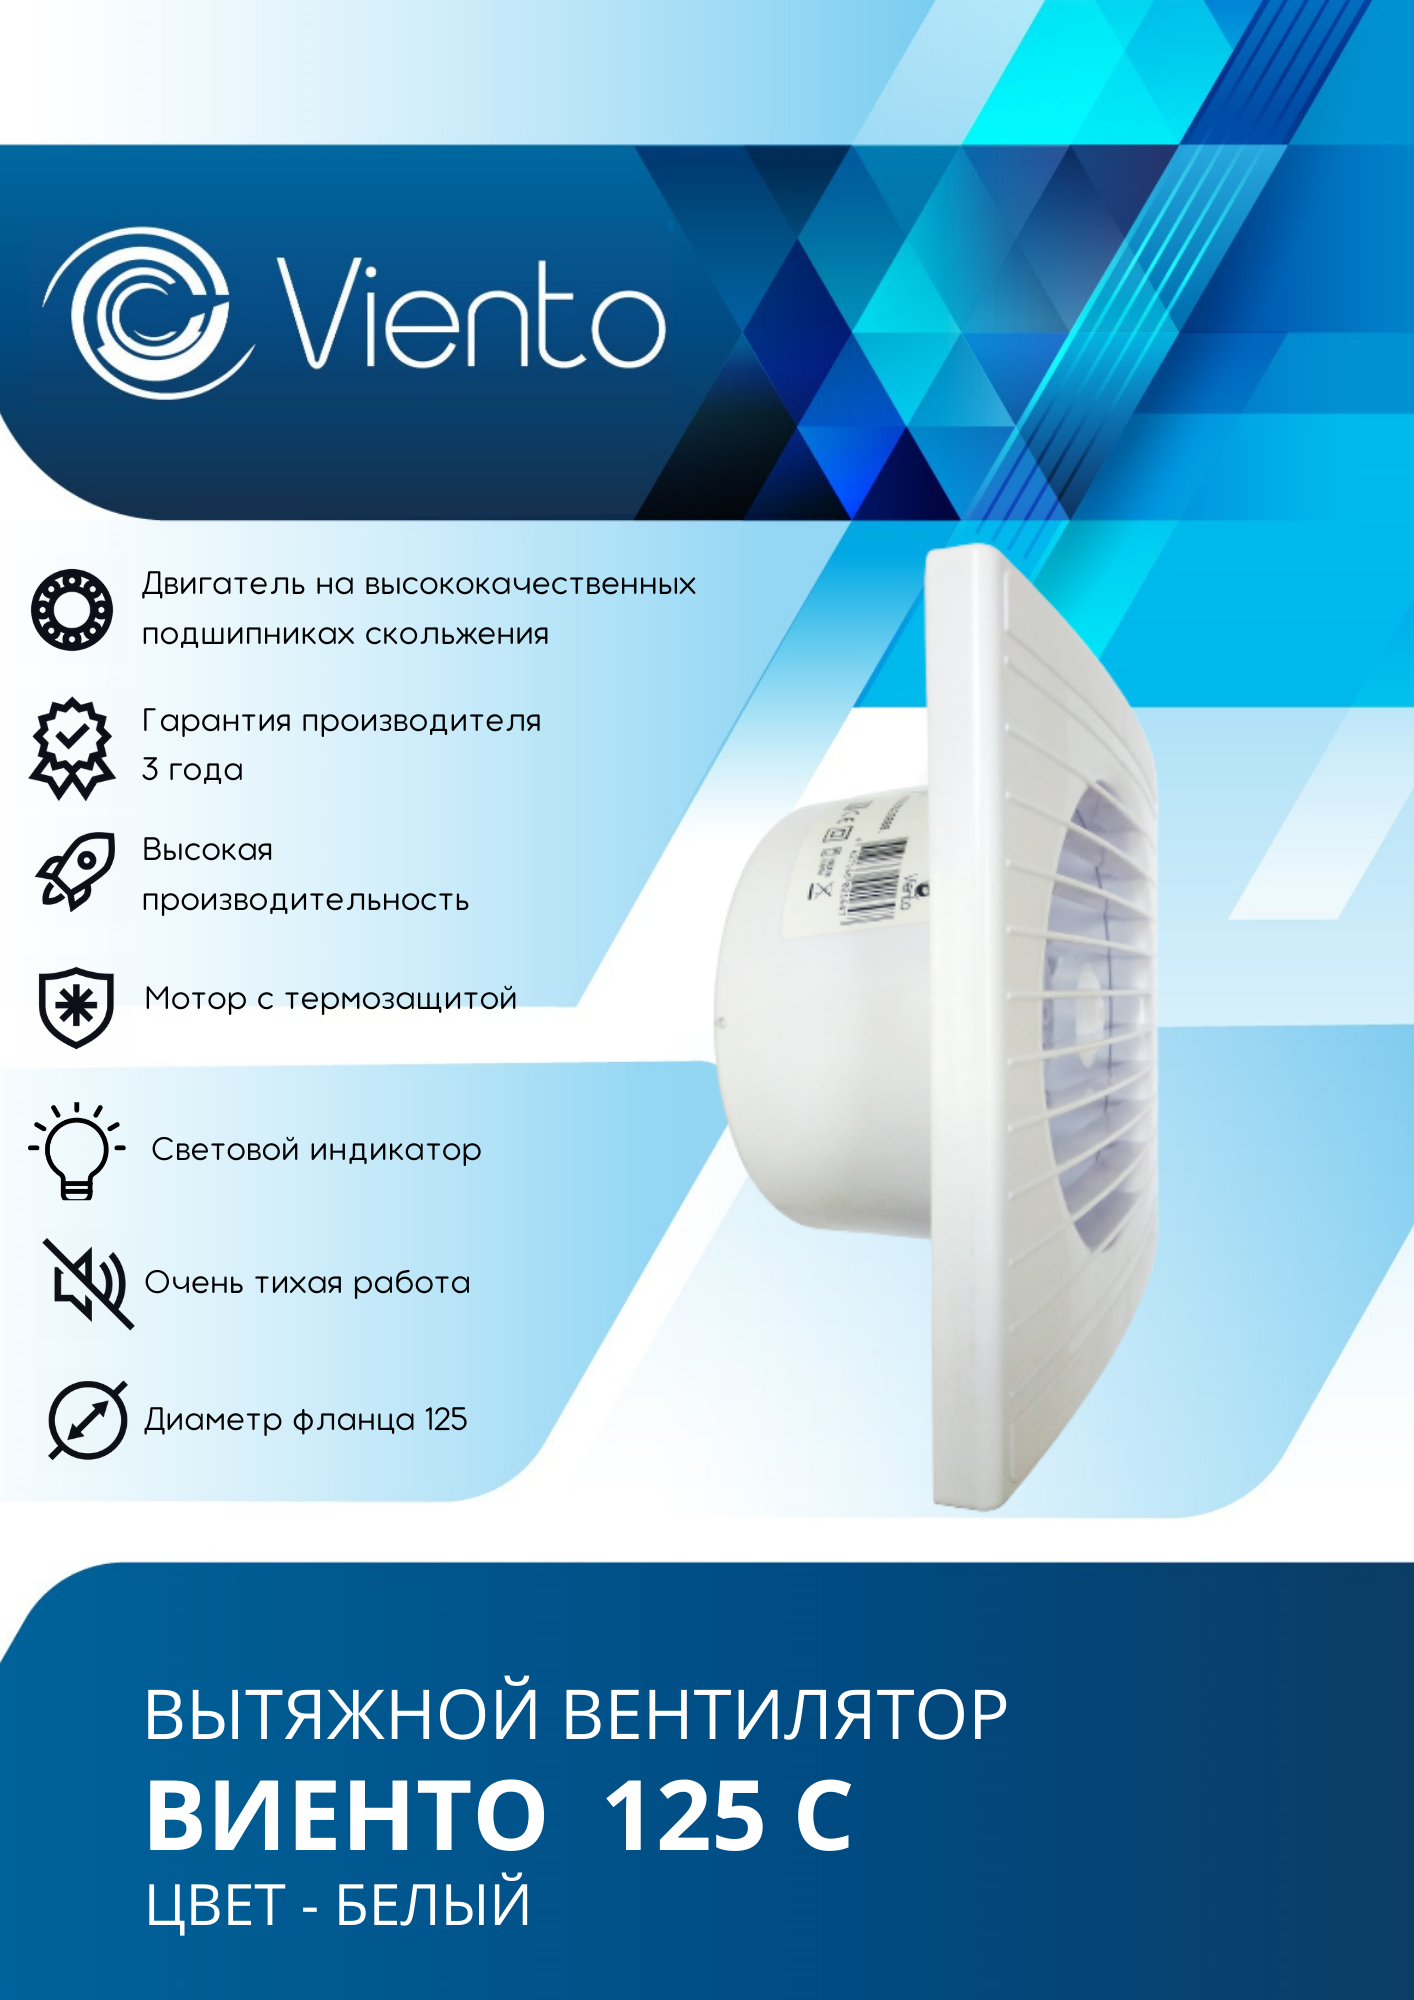 Viento
Двигатель на высококачественных
подшипниках скольжения
Гарантия производителя
3 года
Высокая
производительность
Мотор с термозащитой
Световой индикатор
Очень тихая работа
Диаметр фланца 125
Viento
ВЫТЯЖНОЙ ВЕНТИЛЯТОР
ВИЕНТО 125 С
ЦВЕТ - БЕЛЫЙ